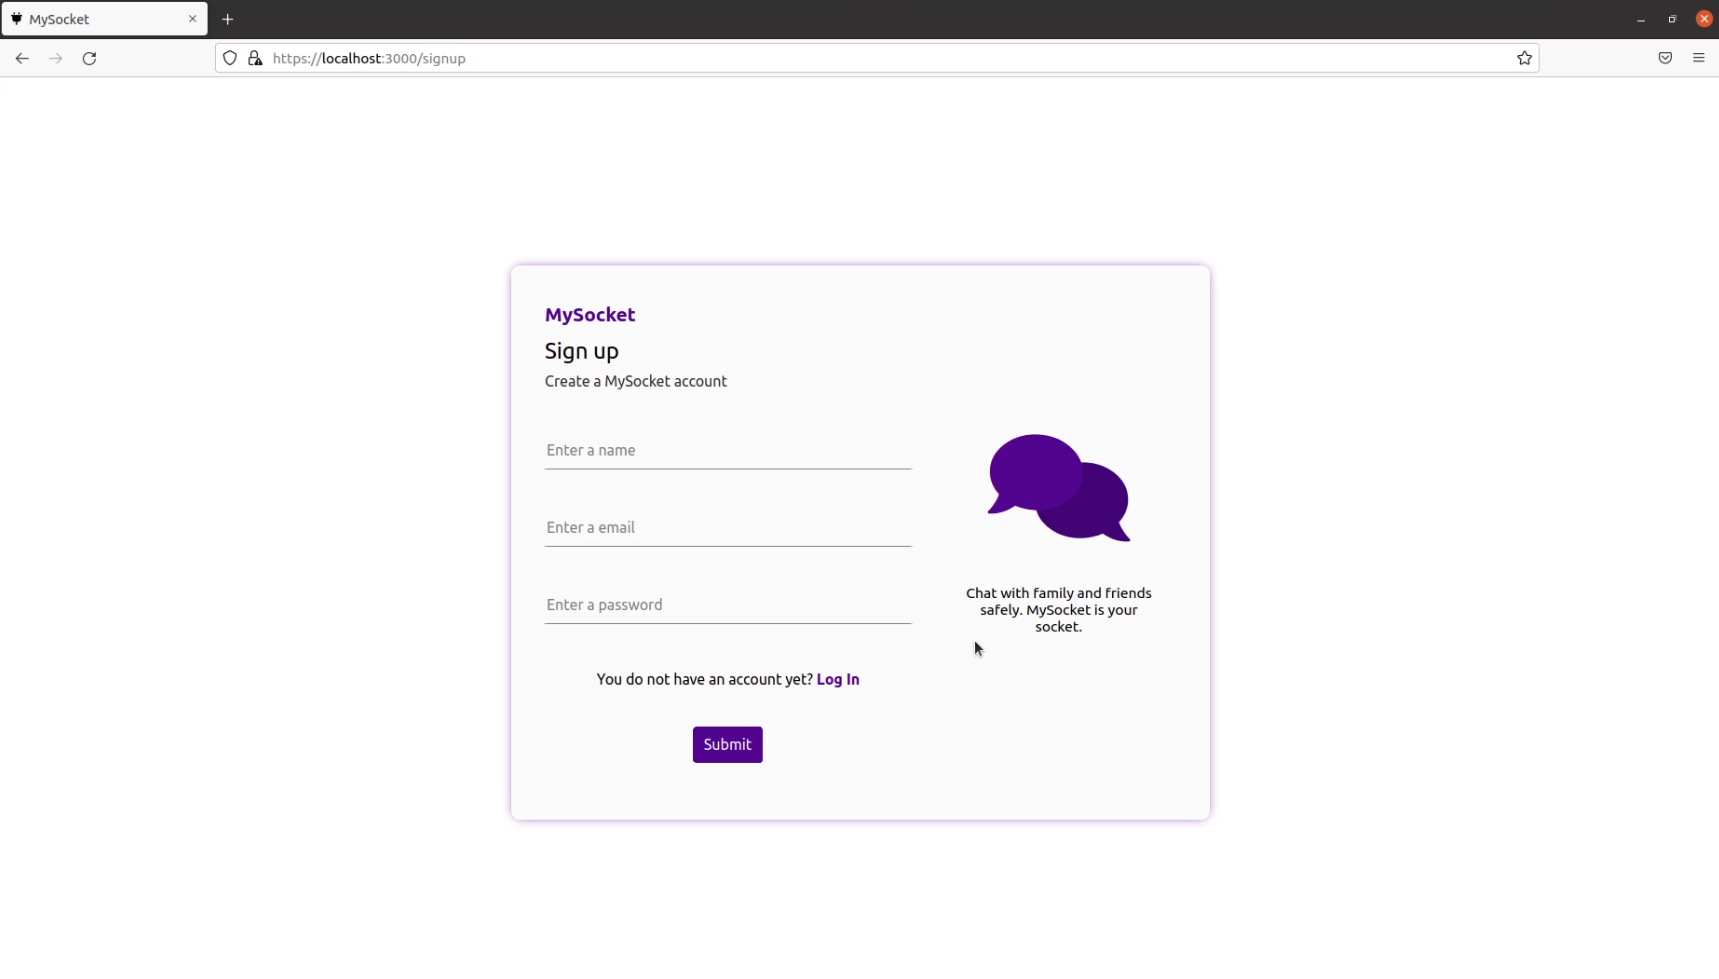 MySocket
https://localhost:3000/signup
MySocket
Sign up
Create a MySocket account
Enter a name
Enter a email
Enter a password
You do not have an account yet? Log In
Submit
Chat with family and friends
safely. MySocket is your
socket.